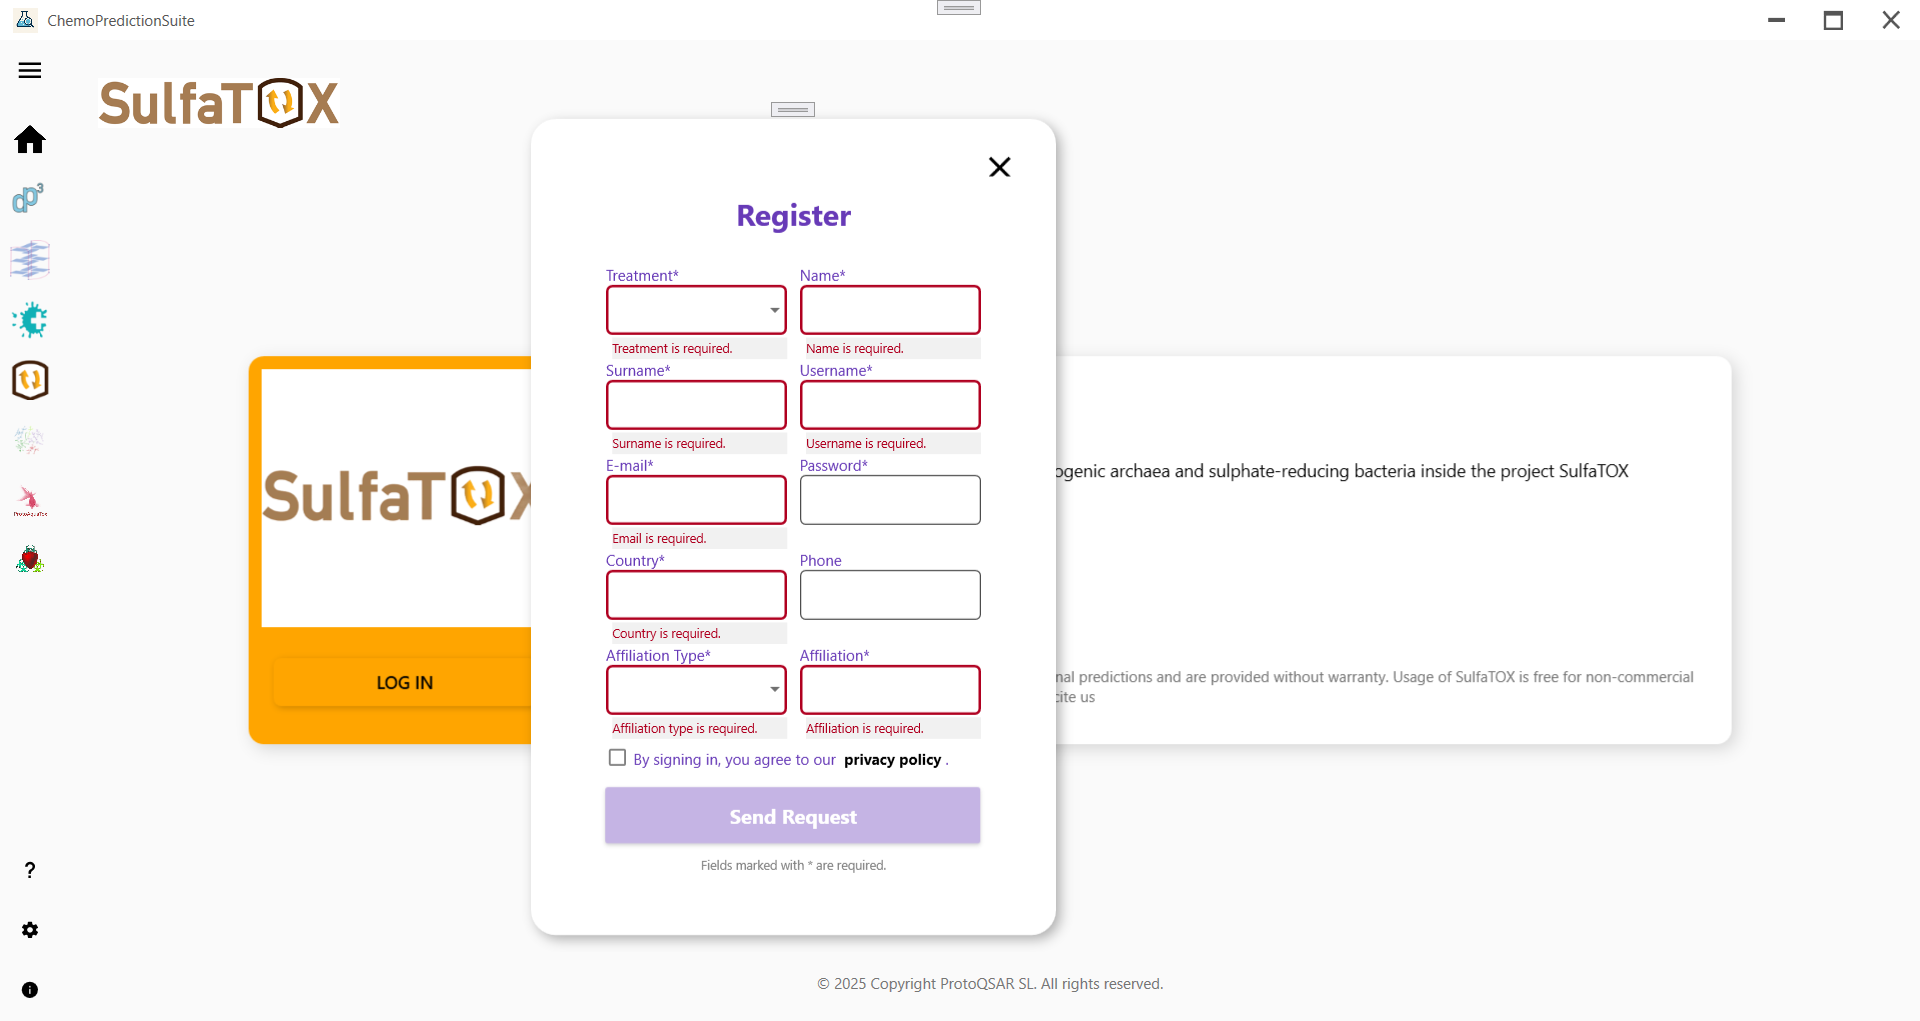 ChemoPredictionSuite
SulfaTOX
dp³
Register
Treatment* Name*
Treatment is required. Name is required.
Surname* Username*
Surname is required. Username is required.
E-mail* Password*
Email is required.
Country* Phone
Country is required.
Affiliation Type* Affiliation*
Affiliation type is required. Affiliation is required.
By signing in, you agree to our privacy policy .
Send Request
Fields marked with * are required.
SulfaTOX
LOG IN
ogenic archaea and sulphate-reducing bacteria inside the project SulfaTOX
nal predictions and are provided without warranty. Usage of SulfaTOX is free for non-commercial
cite us
ProtoAquaTox
?
© 2025 Copyright ProtoQSAR SL. All rights reserved.